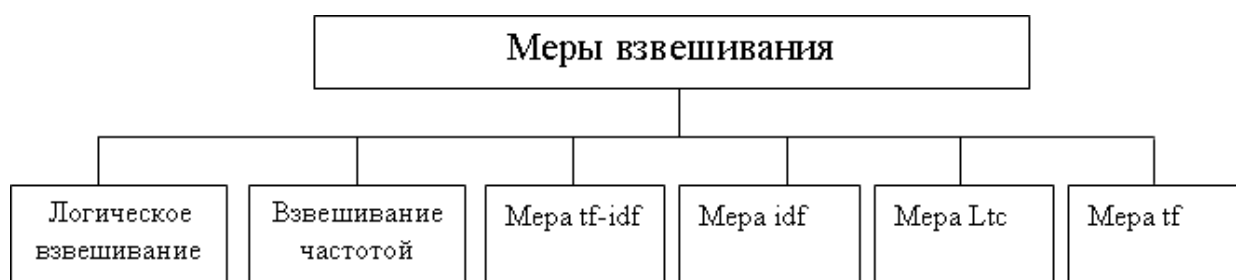 Меры взвешивания
Логическое
взвешивание
Взвешивание
частотой
Мера tf-idf
Мера idf
Мера Ltc
Мера tf